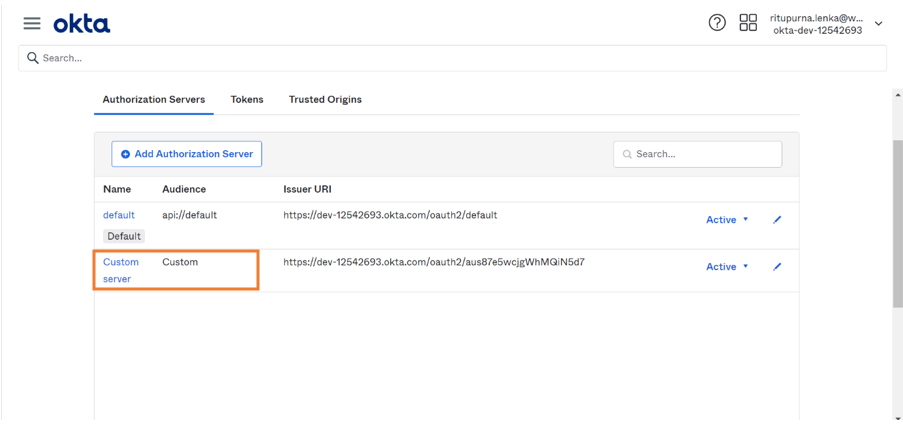 okta
ritupurna.lenka@w...
okta-dev-12542693
Search...
Authorization Servers Tokens Trusted Origins
Add Authorization Server Search...
Name Audience Issuer URI
default api://default https://dev-12542693.okta.com/oauth2/default Active
Default
Custom Custom https://dev-12542693.okta.com/oauth2/aus87e5wcjgWhMQiN5d7 Active
server